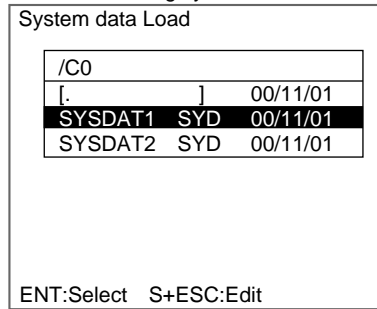 System data Load
/C0
[. ] 00/11/01
SYSDAT1 SYD 00/11/01
SYSDAT2 SYD 00/11/01
ENT:Select S+ESC:Edit